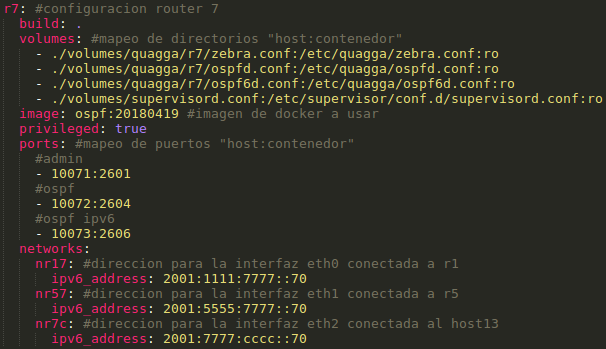 r7: #configuracion router 7
build: .
volumes: #mapeo de directorios "host:contenedor"
- ./volumes/quagga/r7/zebra.conf:/etc/quagga/zebra.conf:ro
- ./volumes/quagga/r7/ospfd.conf:/etc/quagga/ospfd.conf:ro
- ./volumes/quagga/r7/ospf6d.conf:/etc/quagga/ospf6d.conf:ro
- ./volumes/supervisord.conf:/etc/supervisor/conf.d/supervisord.conf:ro
image: ospf:20180419 #imagen de docker a usar
privileged: true
ports: #mapeo de puertos "host:contenedor"
#admin
- 10071:2601
#ospf
- 10072:2604
#ospf ipv6
- 10073:2606
networks:
nr17: #direccion para la interfaz eth0 conectada a r1
ipv6_address: 2001:1111:7777::70
nr57: #direccion para la interfaz eth1 conectada a r5
ipv6_address: 2001:5555:7777::70
nr7c: #direccion para la interfaz eth2 conectada al host13
ipv6_address: 2001:7777:cccc::70